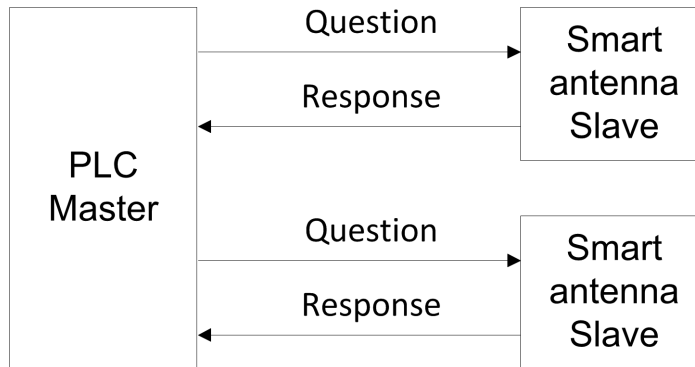 Question
Smart
antenna
Slave
Response
PLC
Master
Question
Smart
antenna
Slave
Response